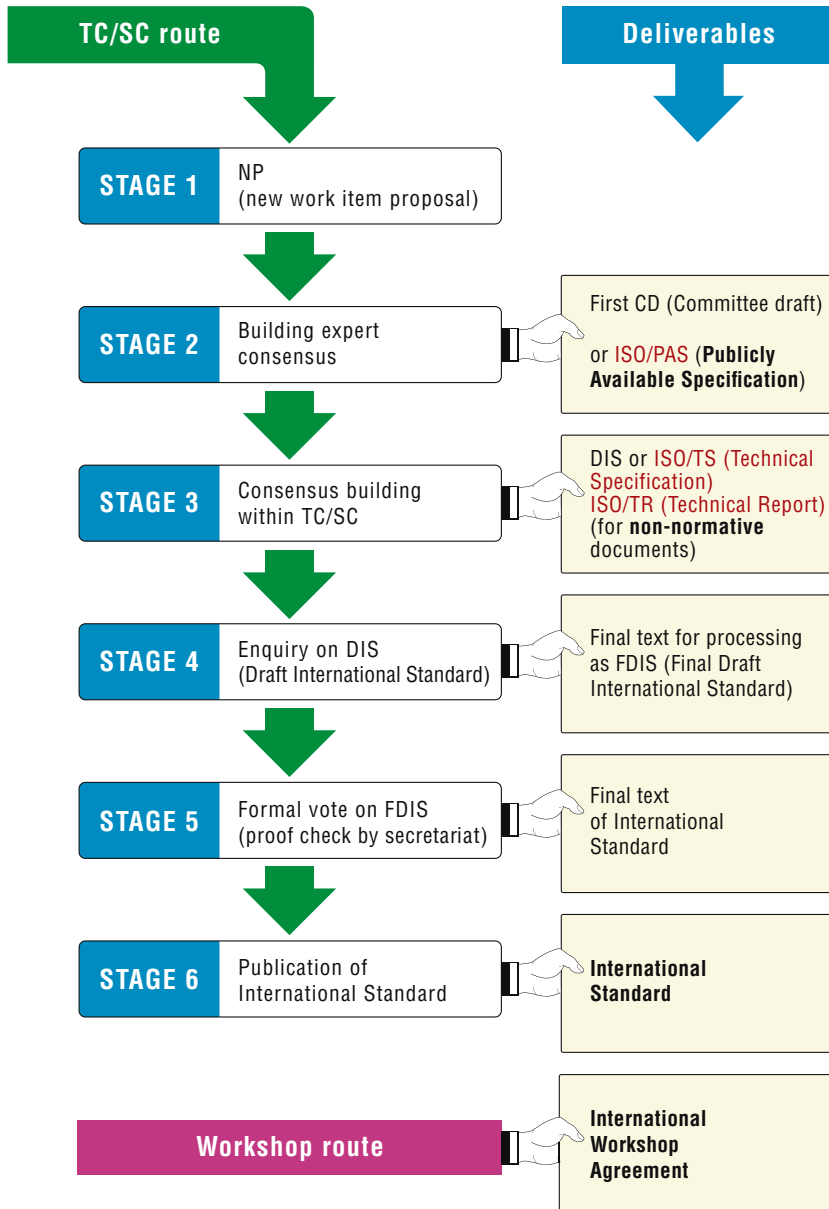 TC/SC route
Deliverables
STAGE 1
NP
(new work item proposal)
STAGE 2
Building expert
consensus
First CD (Committee draft)
or ISO/PAS (Publicly
Available Specification)
STAGE 3
Consensus building
within TC/SC
DIS or ISO/TS (Technical
Specification)
ISO/TR (Technical Report)
(for non-normative
documents)
STAGE 4
Enquiry on DIS
(Draft International Standard)
Final text for processing
as FDIS (Final Draft
International Standard)
STAGE 5
Formal vote on FDIS
(proof check by secretariat)
Final text
of International
Standard
STAGE 6
Publication of
International Standard
International
Standard
Workshop route
International
Workshop
Agreement